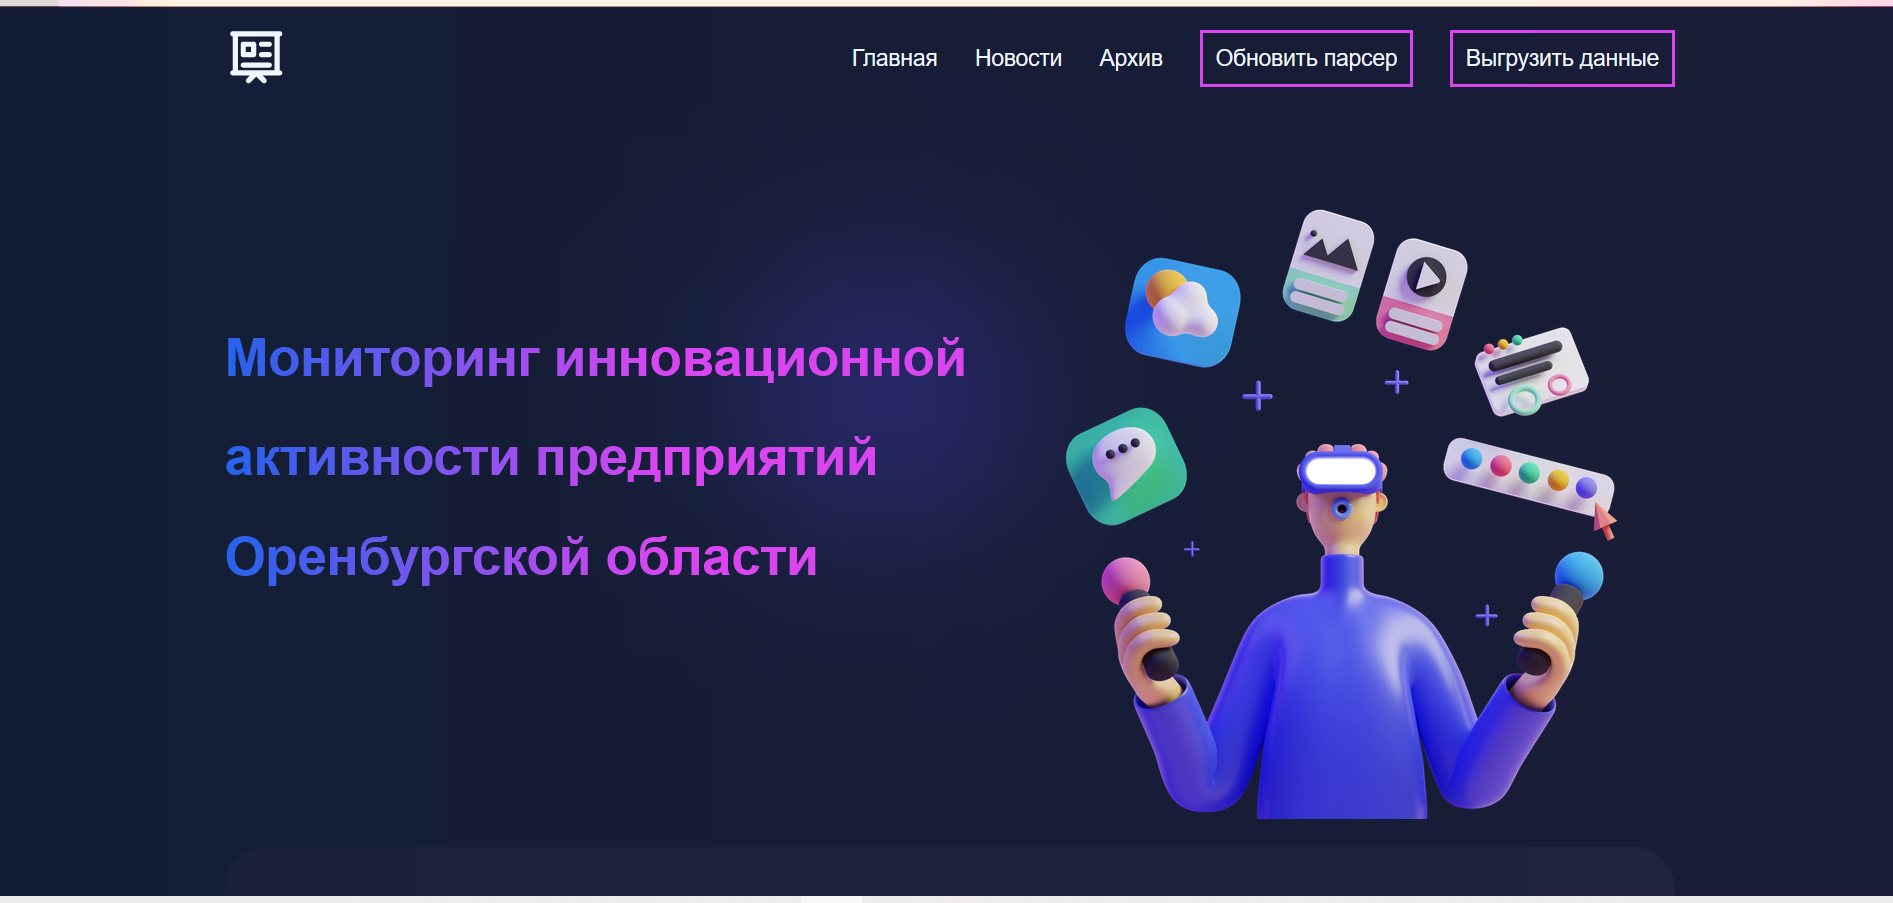 Главная Новости Архив Обновить парсер Выгрузить данные
Мониторинг инновационной
активности предприятий
Оренбургской области